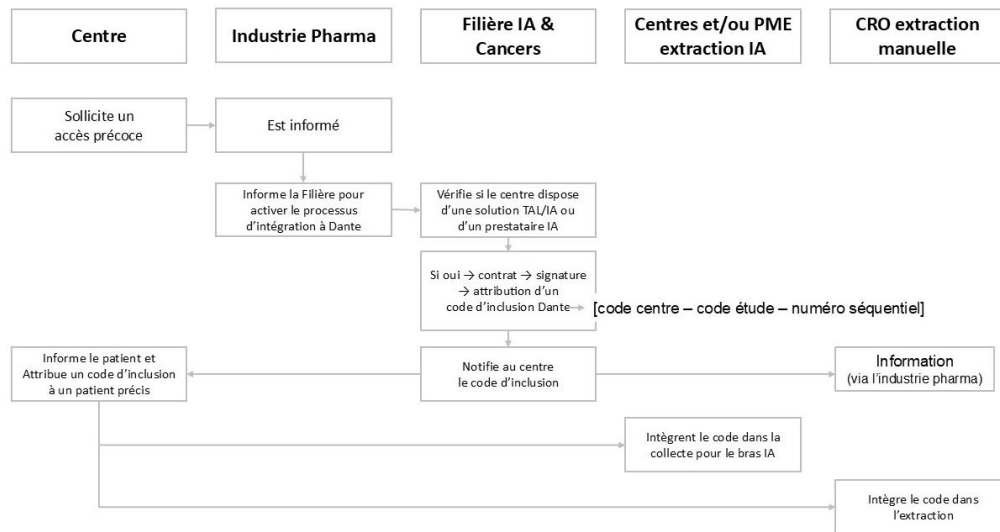 Centre
Industrie Pharma
Filière IA &
Cancers
Centres et/ou PME
extraction IA
CRO extraction
manuelle
Sollicite un
accès précoce
Est informé
Informe la Filière pour
activer le processus
d'intégration à Dante
Vérifie si le centre dispose
d'une solution TAL/IA ou
d'un prestataire IA
Si oui → contrat → signature
→ attribution d'un
code d'inclusion Dante
[code centre – code étude – numéro séquentiel]
Informe le patient et
Attribue un code d'inclusion
à un patient précis
Notifie au centre
le code d'inclusion
Information
(via l'industrie pharma)
Intègrent le code dans la
collecte pour le bras IA
Intègre le code dans
l'extraction